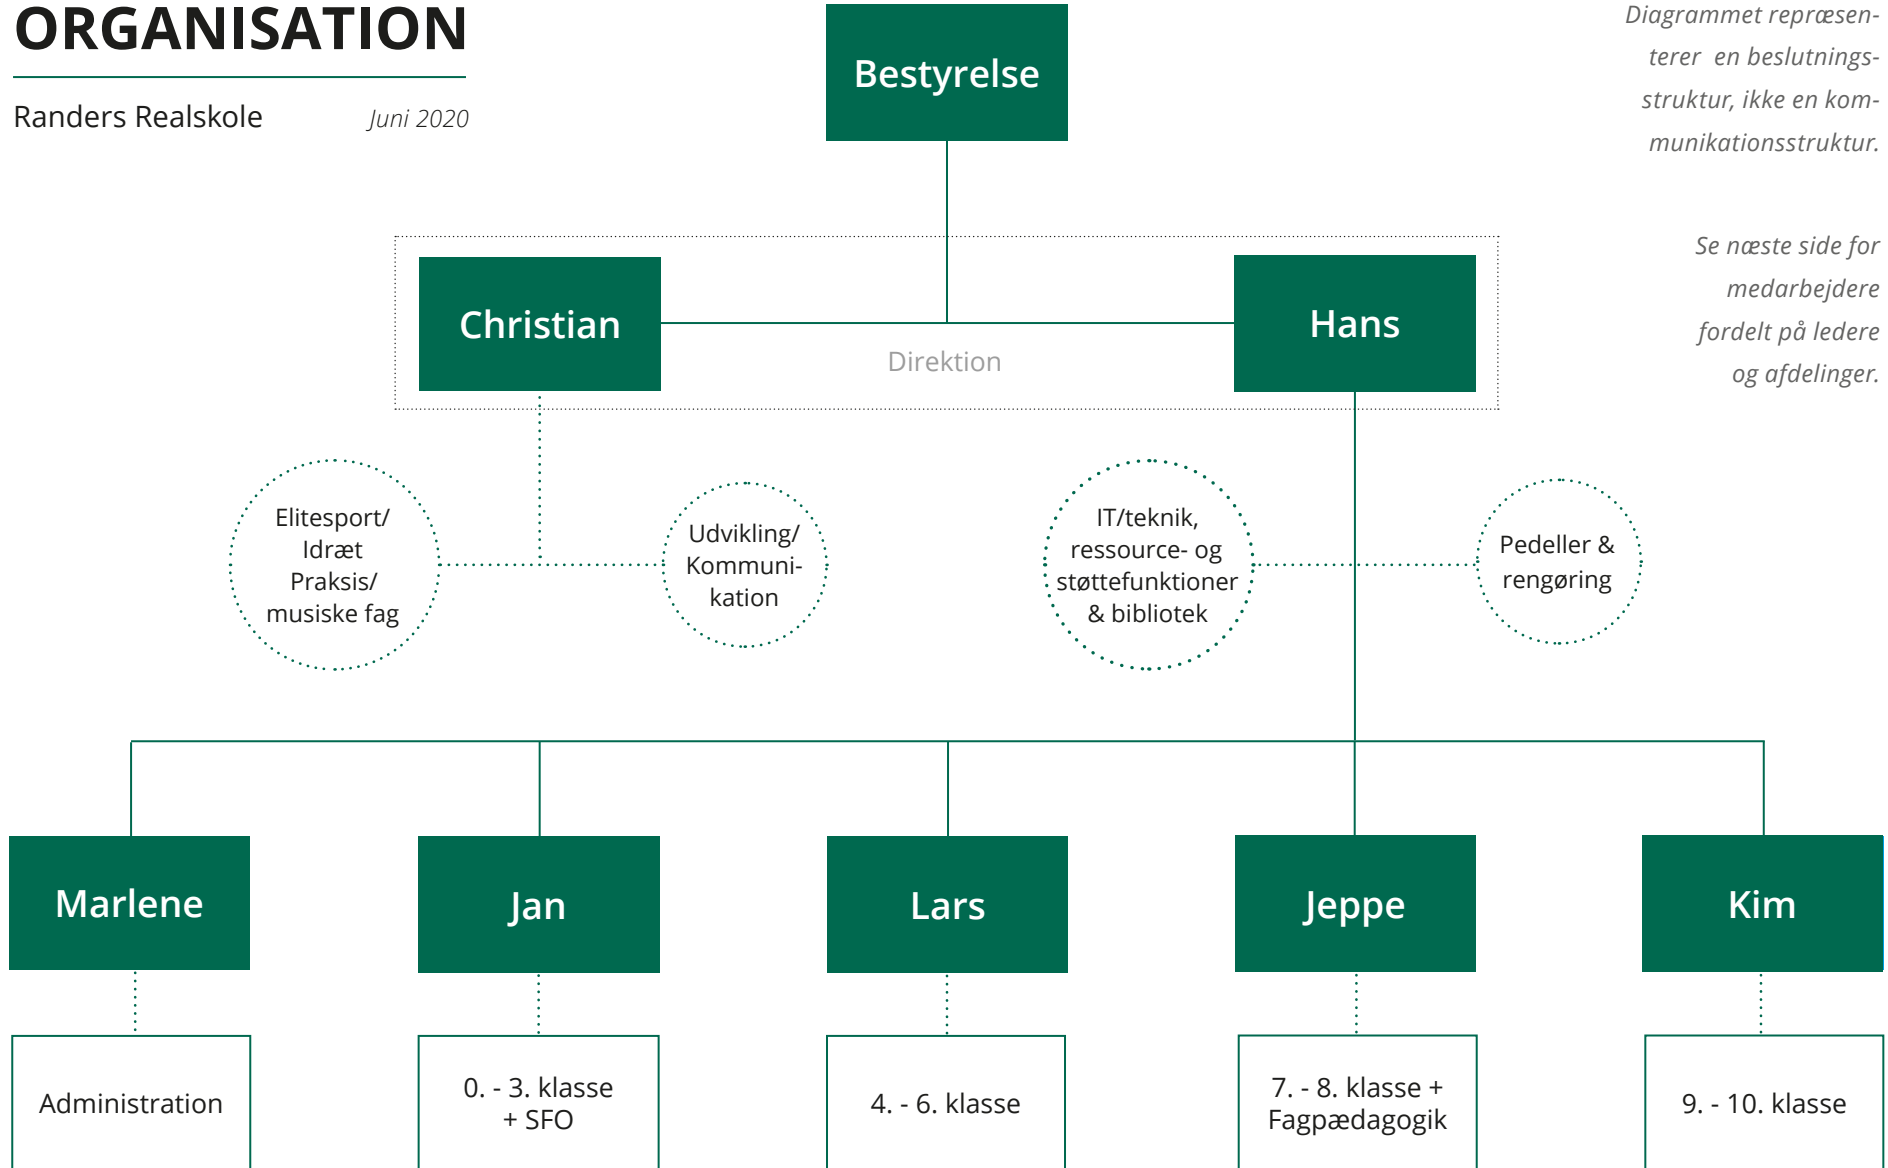 ORGANISATION
Randers Realskole
Juni 2020
Bestyrelse
Diagrammet repræsen-
terer en beslutnings-
struktur, ikke en kom-
munikationsstruktur.
Se næste side for
medarbejdere
fordelt på ledere
og afdelinger.
Christian
Direktion
Hans
Elitesport/
Idræt
Praksis/
musiske fag
Udvikling/
Kommuni-
kation
IT/teknik,
ressource- og
støttefunktioner
& bibliotek
Pedeller &
rengøring
Marlene
Jan
Lars
Jeppe
Kim
Administration
0. - 3. klasse
+ SFO
4. - 6. klasse
7. - 8. klasse +
Fagpædagogik
9. - 10. klasse